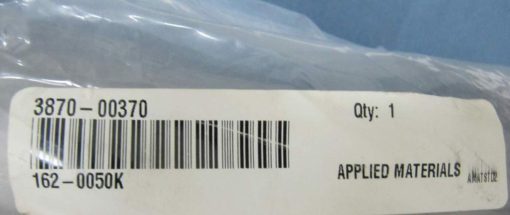 3870-00370
Qty: 1
162-0050K
APPLIED MATERIALS